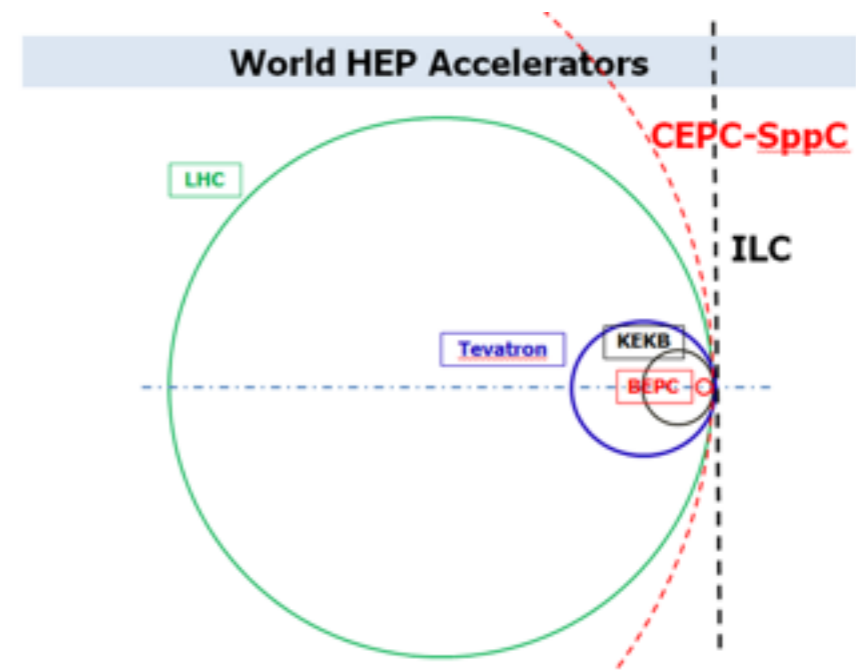 World HEP Accelerators
CEPC-SppC
LHC
ILC
KEKB
Tevatron
BEPC